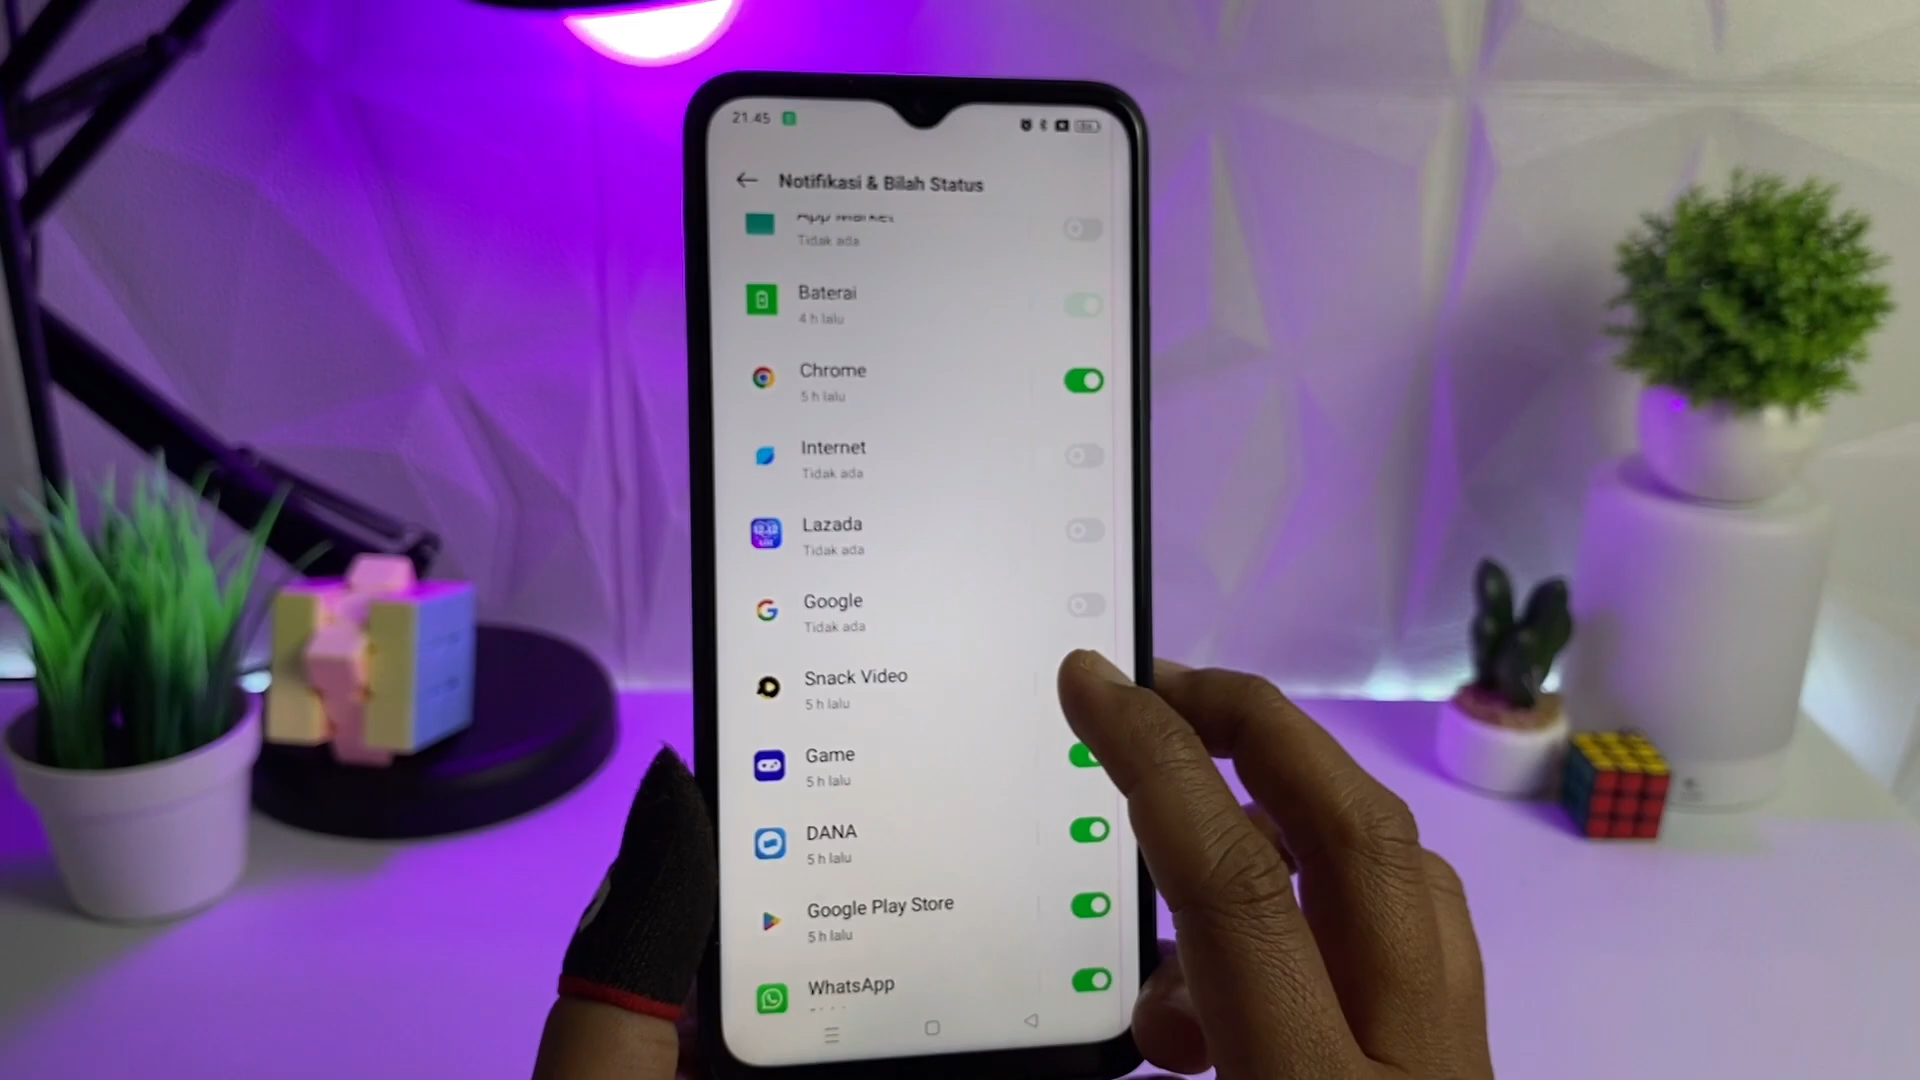 21.45
Notifikasi & Bilah Status
App Market
Tidak ada
Baterai
4 h lalu
Chrome
5 h lalu
Internet
Tidak ada
Lazada
Tidak ada
Google
Tidak ada
Snack Video
5 h lalu
Game
5 h lalu
DANA
5 h lalu
Google Play Store
5 h lalu
WhatsApp